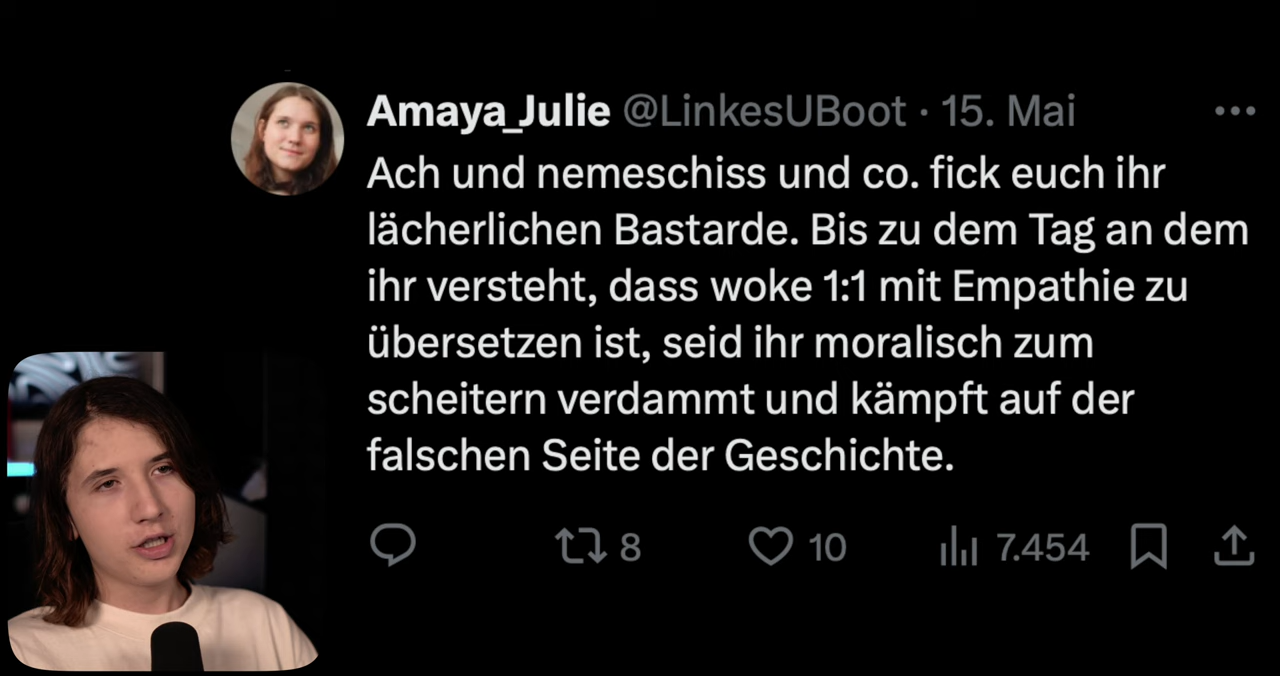 Amaya_Julie @LinkesUBoot · 15. Mai
Ach und nemeschiss und co. fick euch ihr
lächerlichen Bastarde. Bis zu dem Tag an dem
ihr versteht, dass woke 1:1 mit Empathie zu
übersetzen ist, seid ihr moralisch zum
scheitern verdammt und kämpft auf der
falschen Seite der Geschichte.
8 10 7.454